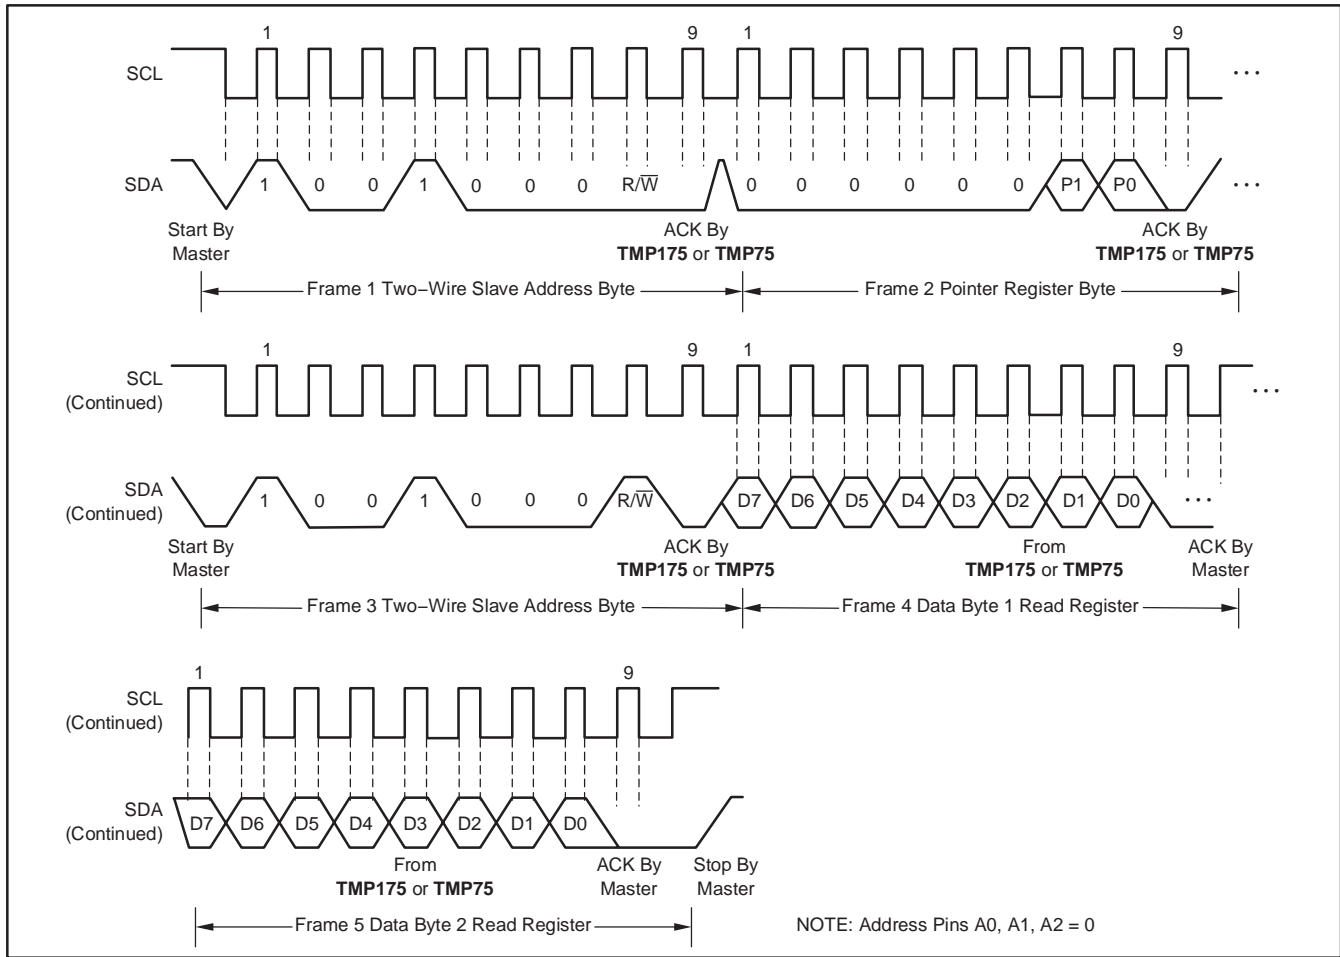 1 9 1 9
SCL ...
SDA 1 0 0 1 0 0 0 R/W̅ 0 0 0 0 0 0 P1 P0 ...
Start By Master
ACK By TMP175 or TMP75
ACK By TMP175 or TMP75
Frame 1 Two−Wire Slave Address Byte
Frame 2 Pointer Register Byte
1 9 1 9
SCL (Continued) ...
SDA (Continued) 1 0 0 1 0 0 0 R/W̅ D7 D6 D5 D4 D3 D2 D1 D0 ...
Start By Master
ACK By TMP175 or TMP75
From TMP175 or TMP75
ACK By Master
Frame 3 Two−Wire Slave Address Byte
Frame 4 Data Byte 1 Read Register
1 9
SCL (Continued)
SDA (Continued) D7 D6 D5 D4 D3 D2 D1 D0
From TMP175 or TMP75
ACK By Master
Stop By Master
Frame 5 Data Byte 2 Read Register
NOTE: Address Pins A0, A1, A2 = 0